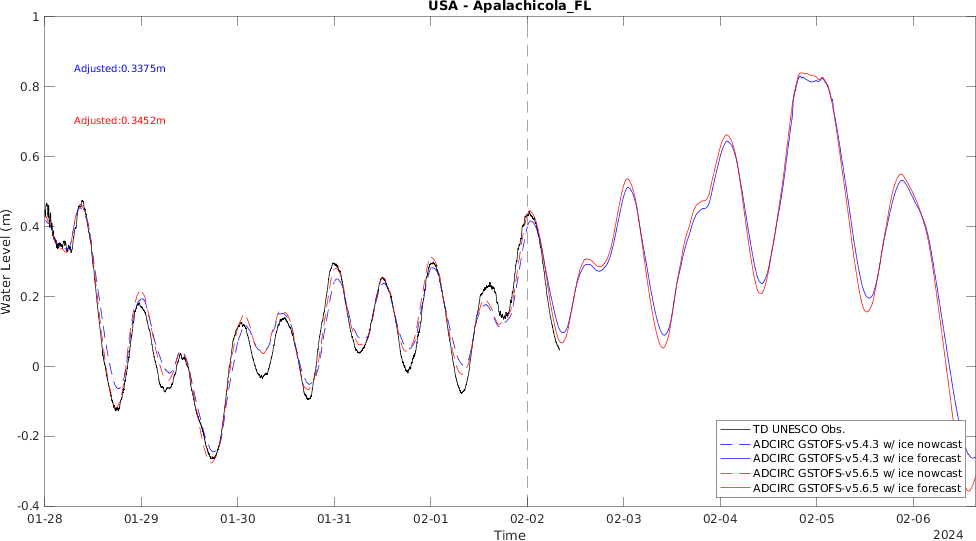 USA - Apalachicola_FL
1
0.8
0.6
0.4
0.2
0
-0.2
-0.4
Water Level (m)
Adjusted:0.3375m
Adjusted:0.3452m
TD UNESCO Obs.
ADCIRC GSTOFS-v5.4.3 w/ ice nowcast
ADCIRC GSTOFS-v5.4.3 w/ ice forecast
ADCIRC GSTOFS-v5.6.5 w/ ice nowcast
ADCIRC GSTOFS-v5.6.5 w/ ice forecast
01-28 01-29 01-30 01-31 02-01 02-02 02-03 02-04 02-05 02-06
Time
2024